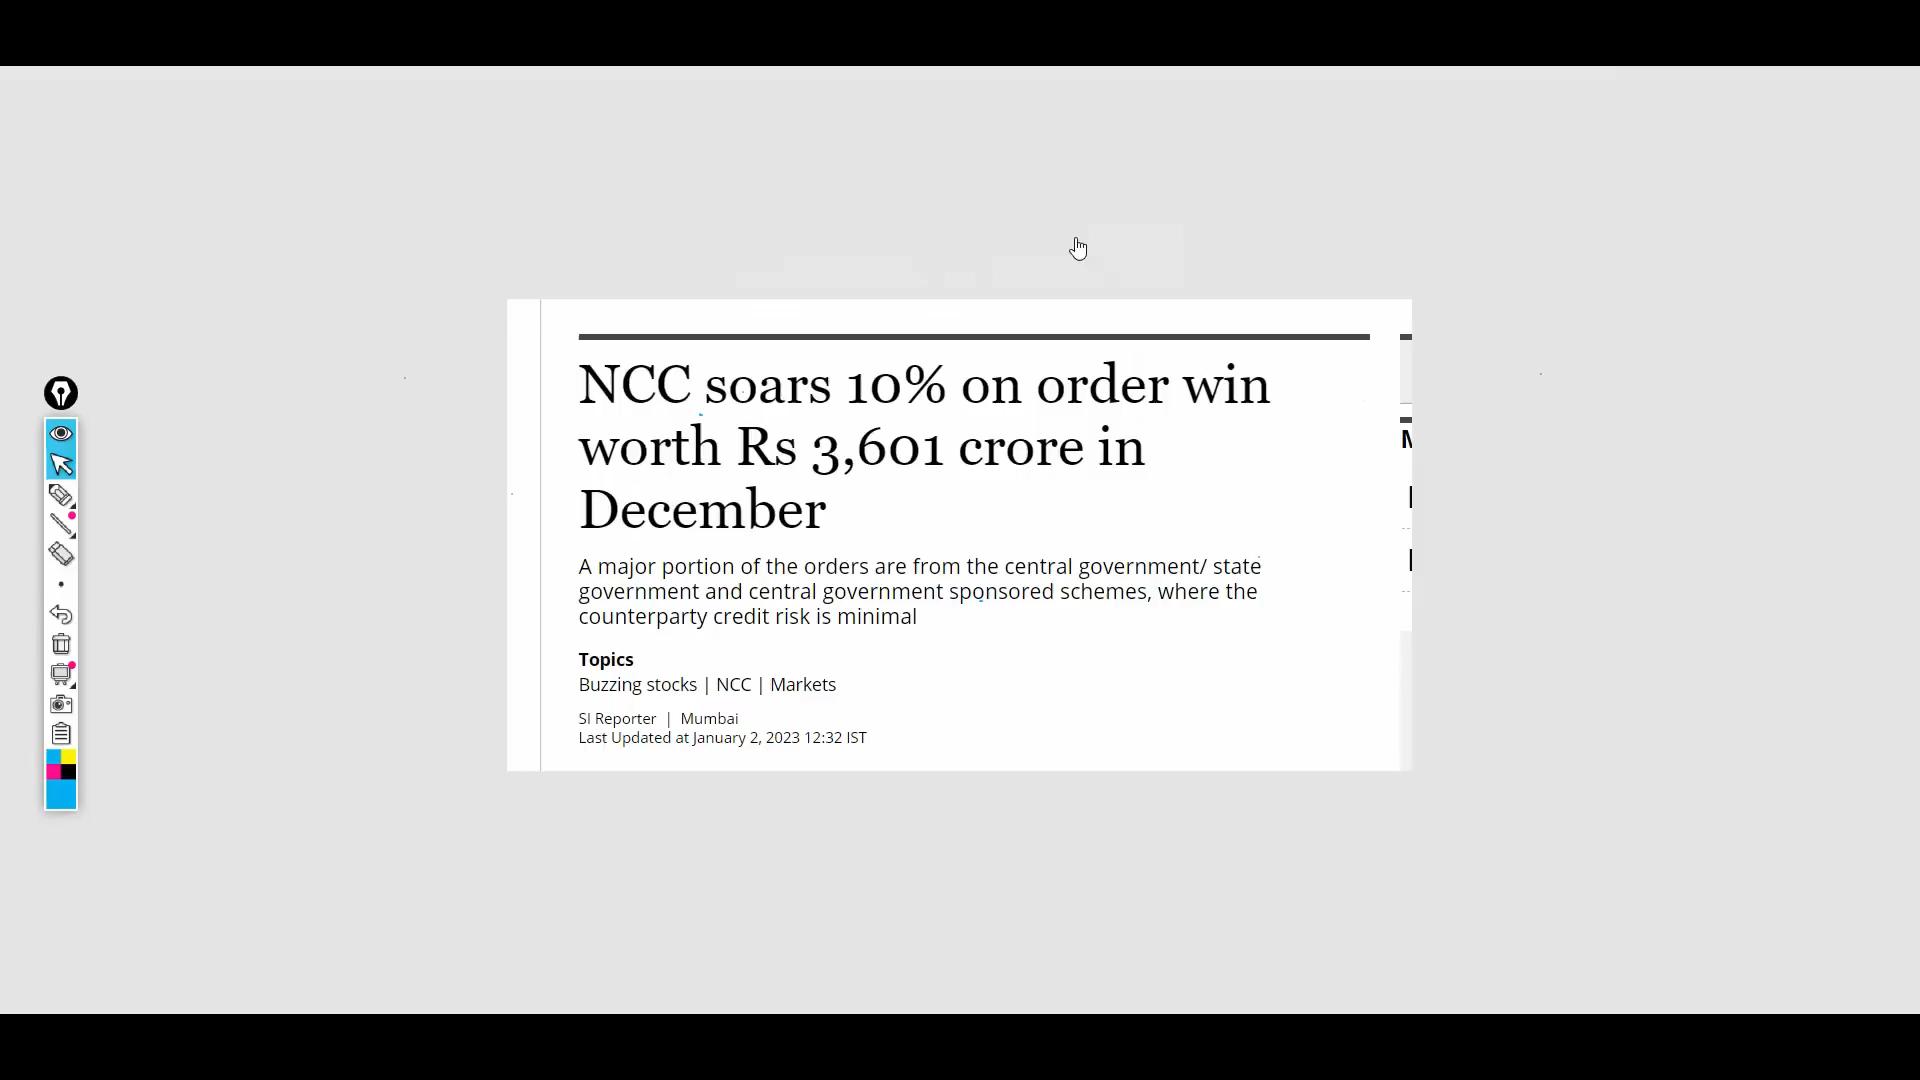 NCC soars 10% on order win
worth Rs 3,601 crore in
December
A major portion of the orders are from the central government/ state
government and central government sponsored schemes, where the
counterparty credit risk is minimal
Topics
Buzzing stocks | NCC | Markets
SI Reporter | Mumbai
Last Updated at January 2, 2023 12:32 IST